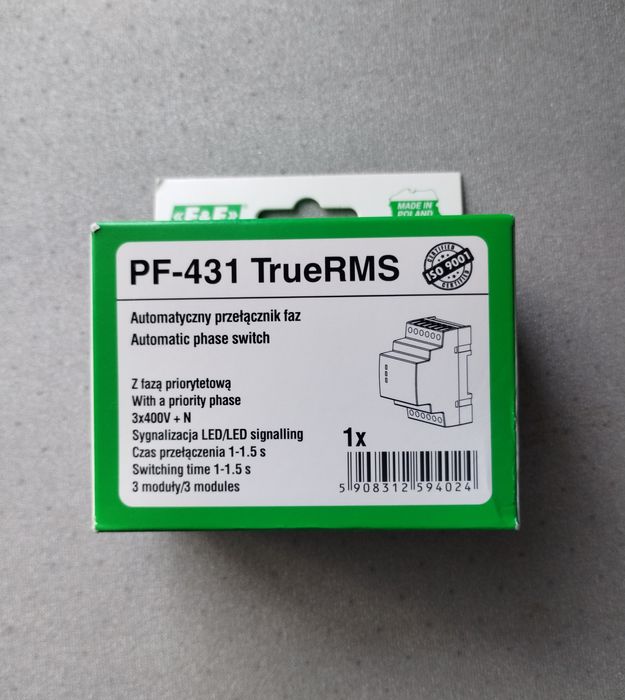 «F&F»
MADE IN
POLAND
PF-431 TrueRMS
CERTIFIED
ISO 9001
CERTIFIED
Automatyczny przełącznik faz
Automatic phase switch
Z fazą priorytetową
With a priority phase
3x400V + N
Sygnalizacja LED/LED signalling
Czas przełączenia 1-1.5 s
Switching time 1-1.5 s
3 moduły/3 modules
1x
5 908312 594024